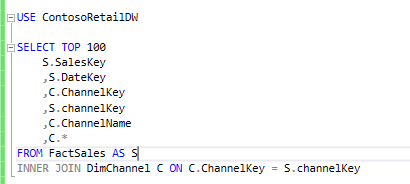 USE ContosoRetailDW
SELECT TOP 100
S.SalesKey
,S.DateKey
,C.ChannelKey
,S.channelKey
,C.ChannelName
,C.*
FROM FactSales AS S
INNER JOIN DimChannel C ON C.ChannelKey = S.channelKey